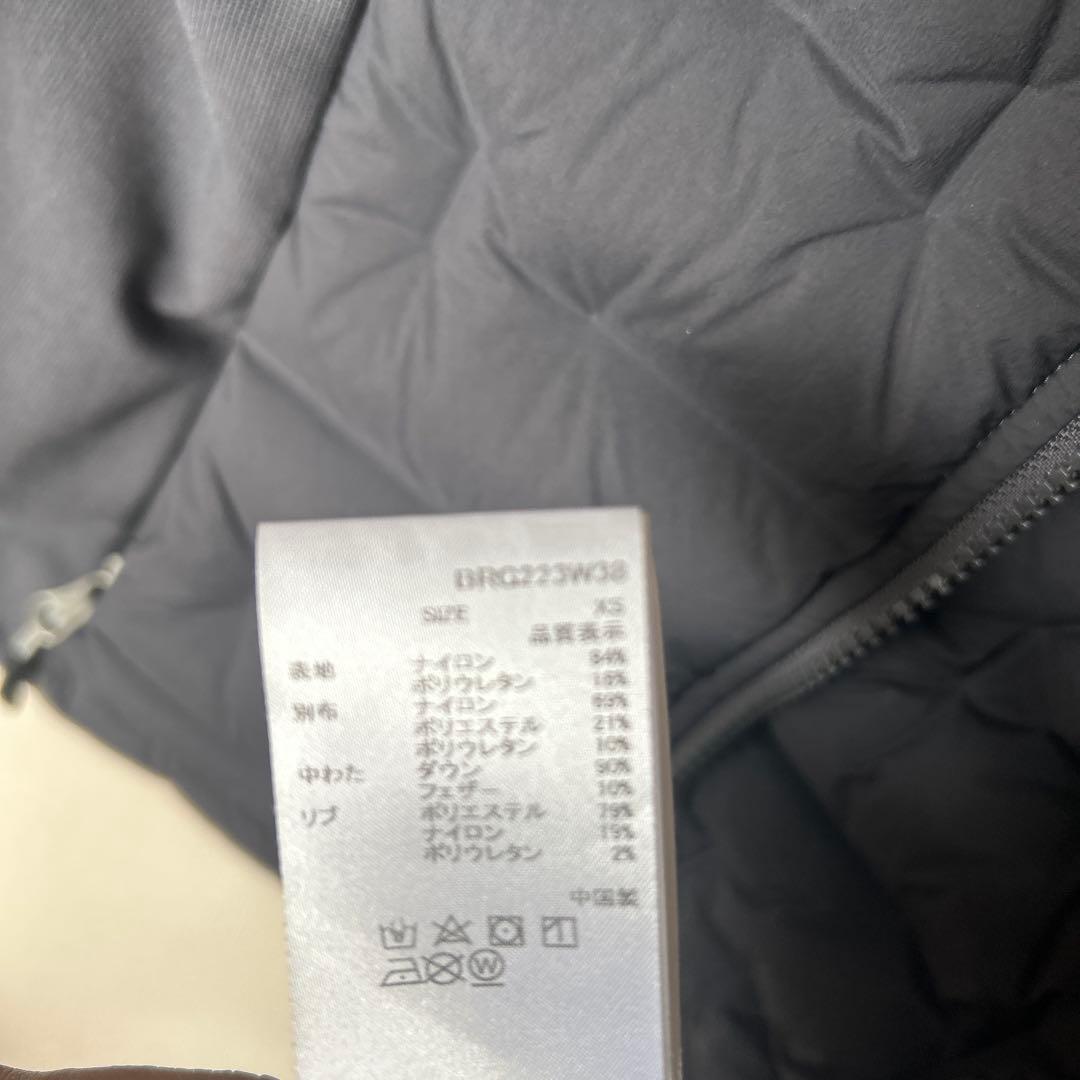 BRG223W38
SIZE XS
品質表示
表地 ナイロン 84%
ポリウレタン 16%
別布 ナイロン 69%
ポリエステル 21%
ポリウレタン 10%
中わた ダウン 90%
フェザー 10%
リブ ポリエステル 79%
ナイロン 19%
ポリウレタン 2%
中国製
W